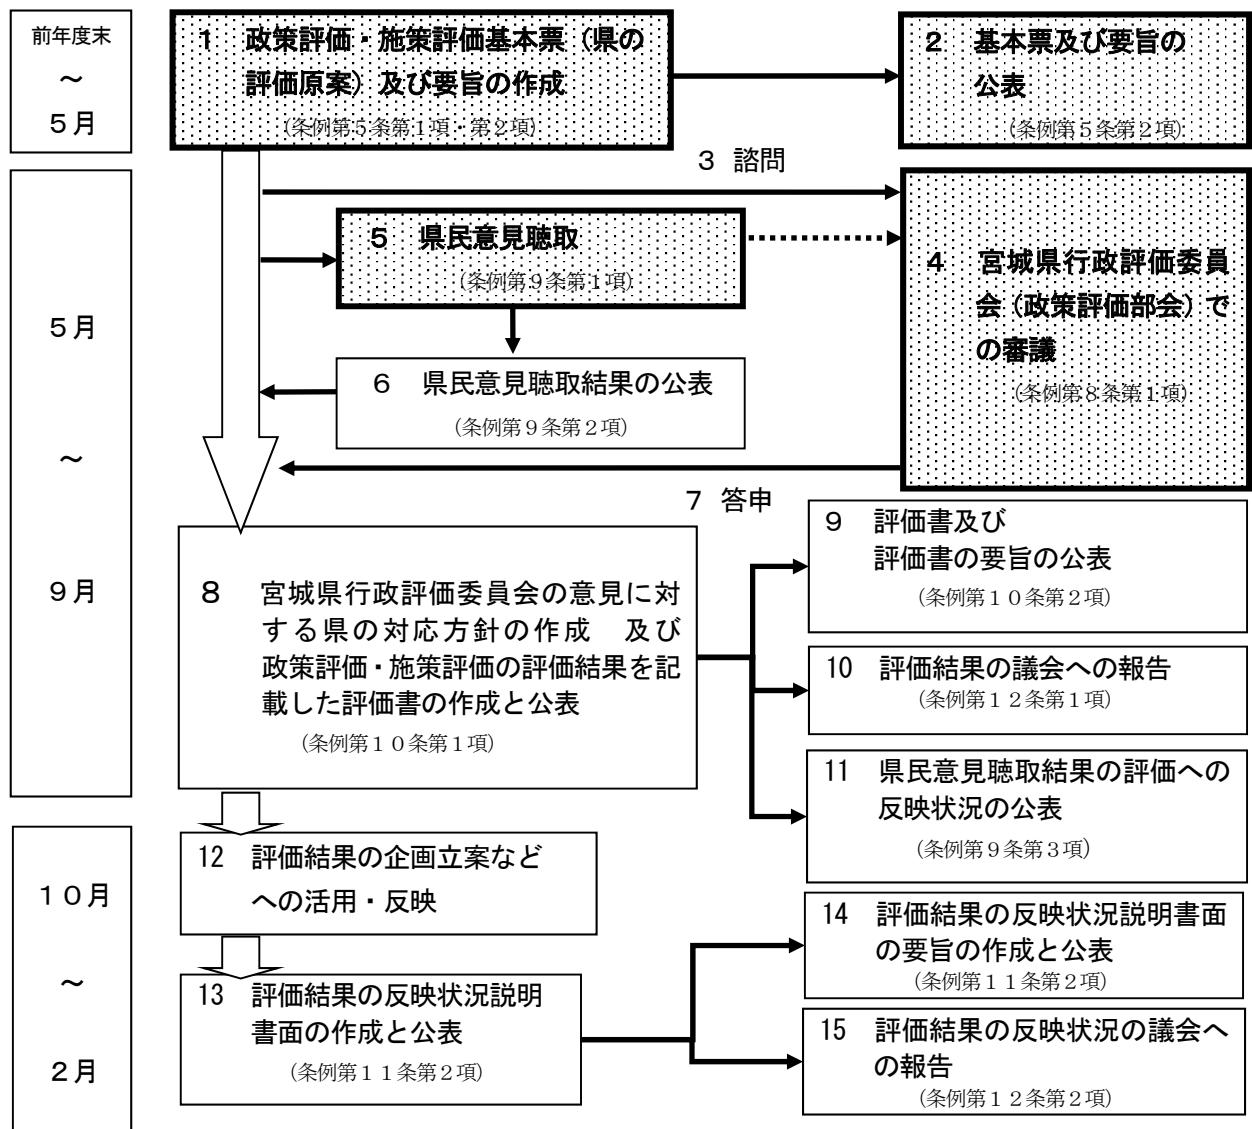 前年度末
～
５月
１ 政策評価・施策評価基本票（県の
評価原案）及び要旨の作成
(条例第５条第１項・第２項)
２ 基本票及び要旨の
公表
(条例第５条第２項)
３ 諮問
５月
～
９月
５ 県民意見聴取
(条例第９条第１項)
４ 宮城県行政評価委員
会（政策評価部会）で
の審議
(条例第８条第１項)
６ 県民意見聴取結果の公表
(条例第９条第２項)
７ 答申
８ 宮城県行政評価委員会の意見に対
する県の対応方針の作成　及び
政策評価・施策評価の評価結果を記
載した評価書の作成と公表
(条例第１０条第１項)
９ 評価書及び
評価書の要旨の公表
(条例第１０条第２項)
10 評価結果の議会への報告
(条例第１２条第１項)
11 県民意見聴取結果の評価への
反映状況の公表
(条例第９条第３項)
１０月
～
２月
12 評価結果の企画立案など
への活用・反映
13 評価結果の反映状況説明
書面の作成と公表
(条例第１１条第２項)
14 評価結果の反映状況説明書面
の要旨の作成と公表
(条例第１１条第２項)
15 評価結果の反映状況の議会へ
の報告
(条例第１２条第２項)